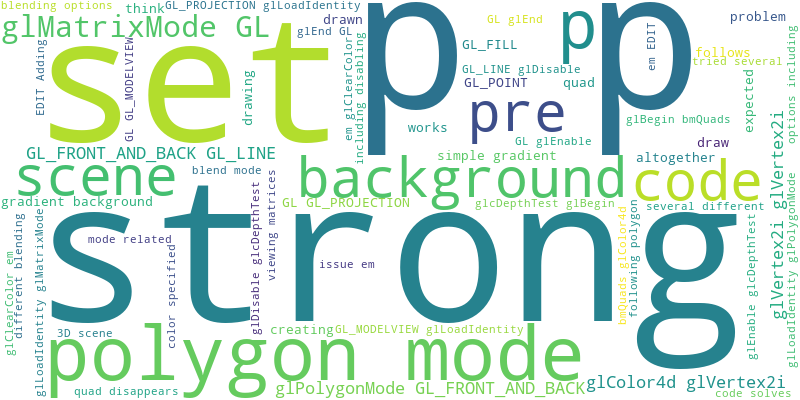 blending options
GL_PROJECTION glLoadIdentity
think
drawn
GL glEnd
problem
glMatrixMode GL
glEnd GL
set
p p
p
pre
GL_FILL
follows
tried several
GL_LINE glDisable
GL_POINT
quad
em EDIT
EDIT Adding
GL GL_MODELVIEW
drawing
em glClearColor
including disabling
expected
options including
works
glBegin bmQuads
GL glEnable
draw
GL_FRONT_AND_BACK GL_LINE
simple gradient
altogether
scene
blend mode
background
code
glVertex2i glVertex2i
gradient background
GL GL_PROJECTION
glcDepthTest glBegin
several different
strong
mode related
issue em
glClearColor em
different blending
glLoadIdentity glMatrixMode
color specified
glDisable glcDepthTest
viewing matrices
bmQuads glColor4d
following polygon
glEnable glcDepthTest
glLoadIdentity glPolygonMode
3D scene
creating
GL_MODELVIEW glLoadIdentity
polygon mode
quad disappears
glPolygonMode GL_FRONT_AND_BACK
glColor4d glVertex2i
code solves